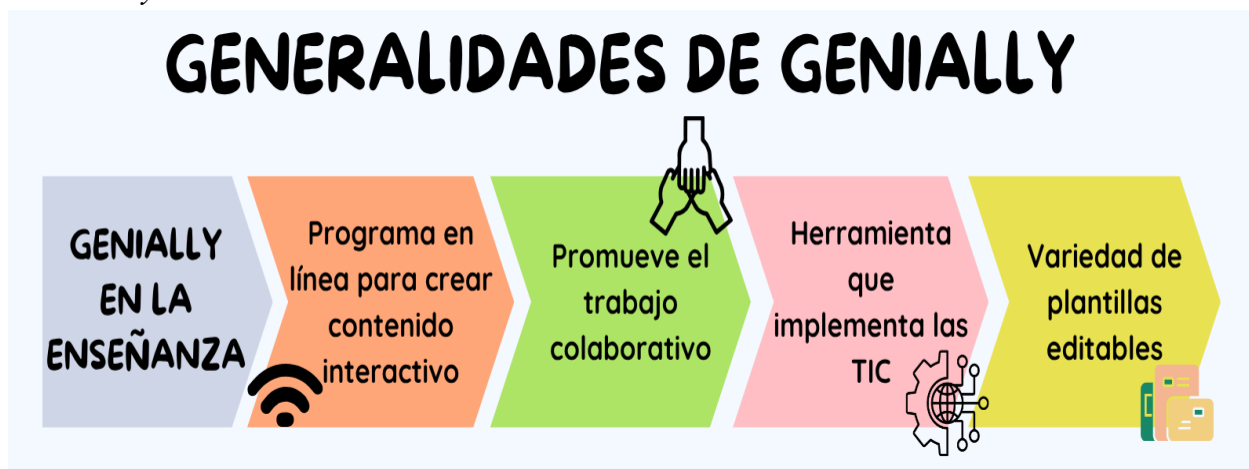 GENERALIDADES DE GENIALLY
GENIALLY
EN LA
ENSEÑANZA
Programa en
línea para crear
contenido
interactivo
Promueve el
trabajo
colaborativo
Herramienta
que
implementa las
TIC
Variedad de
plantillas
editables